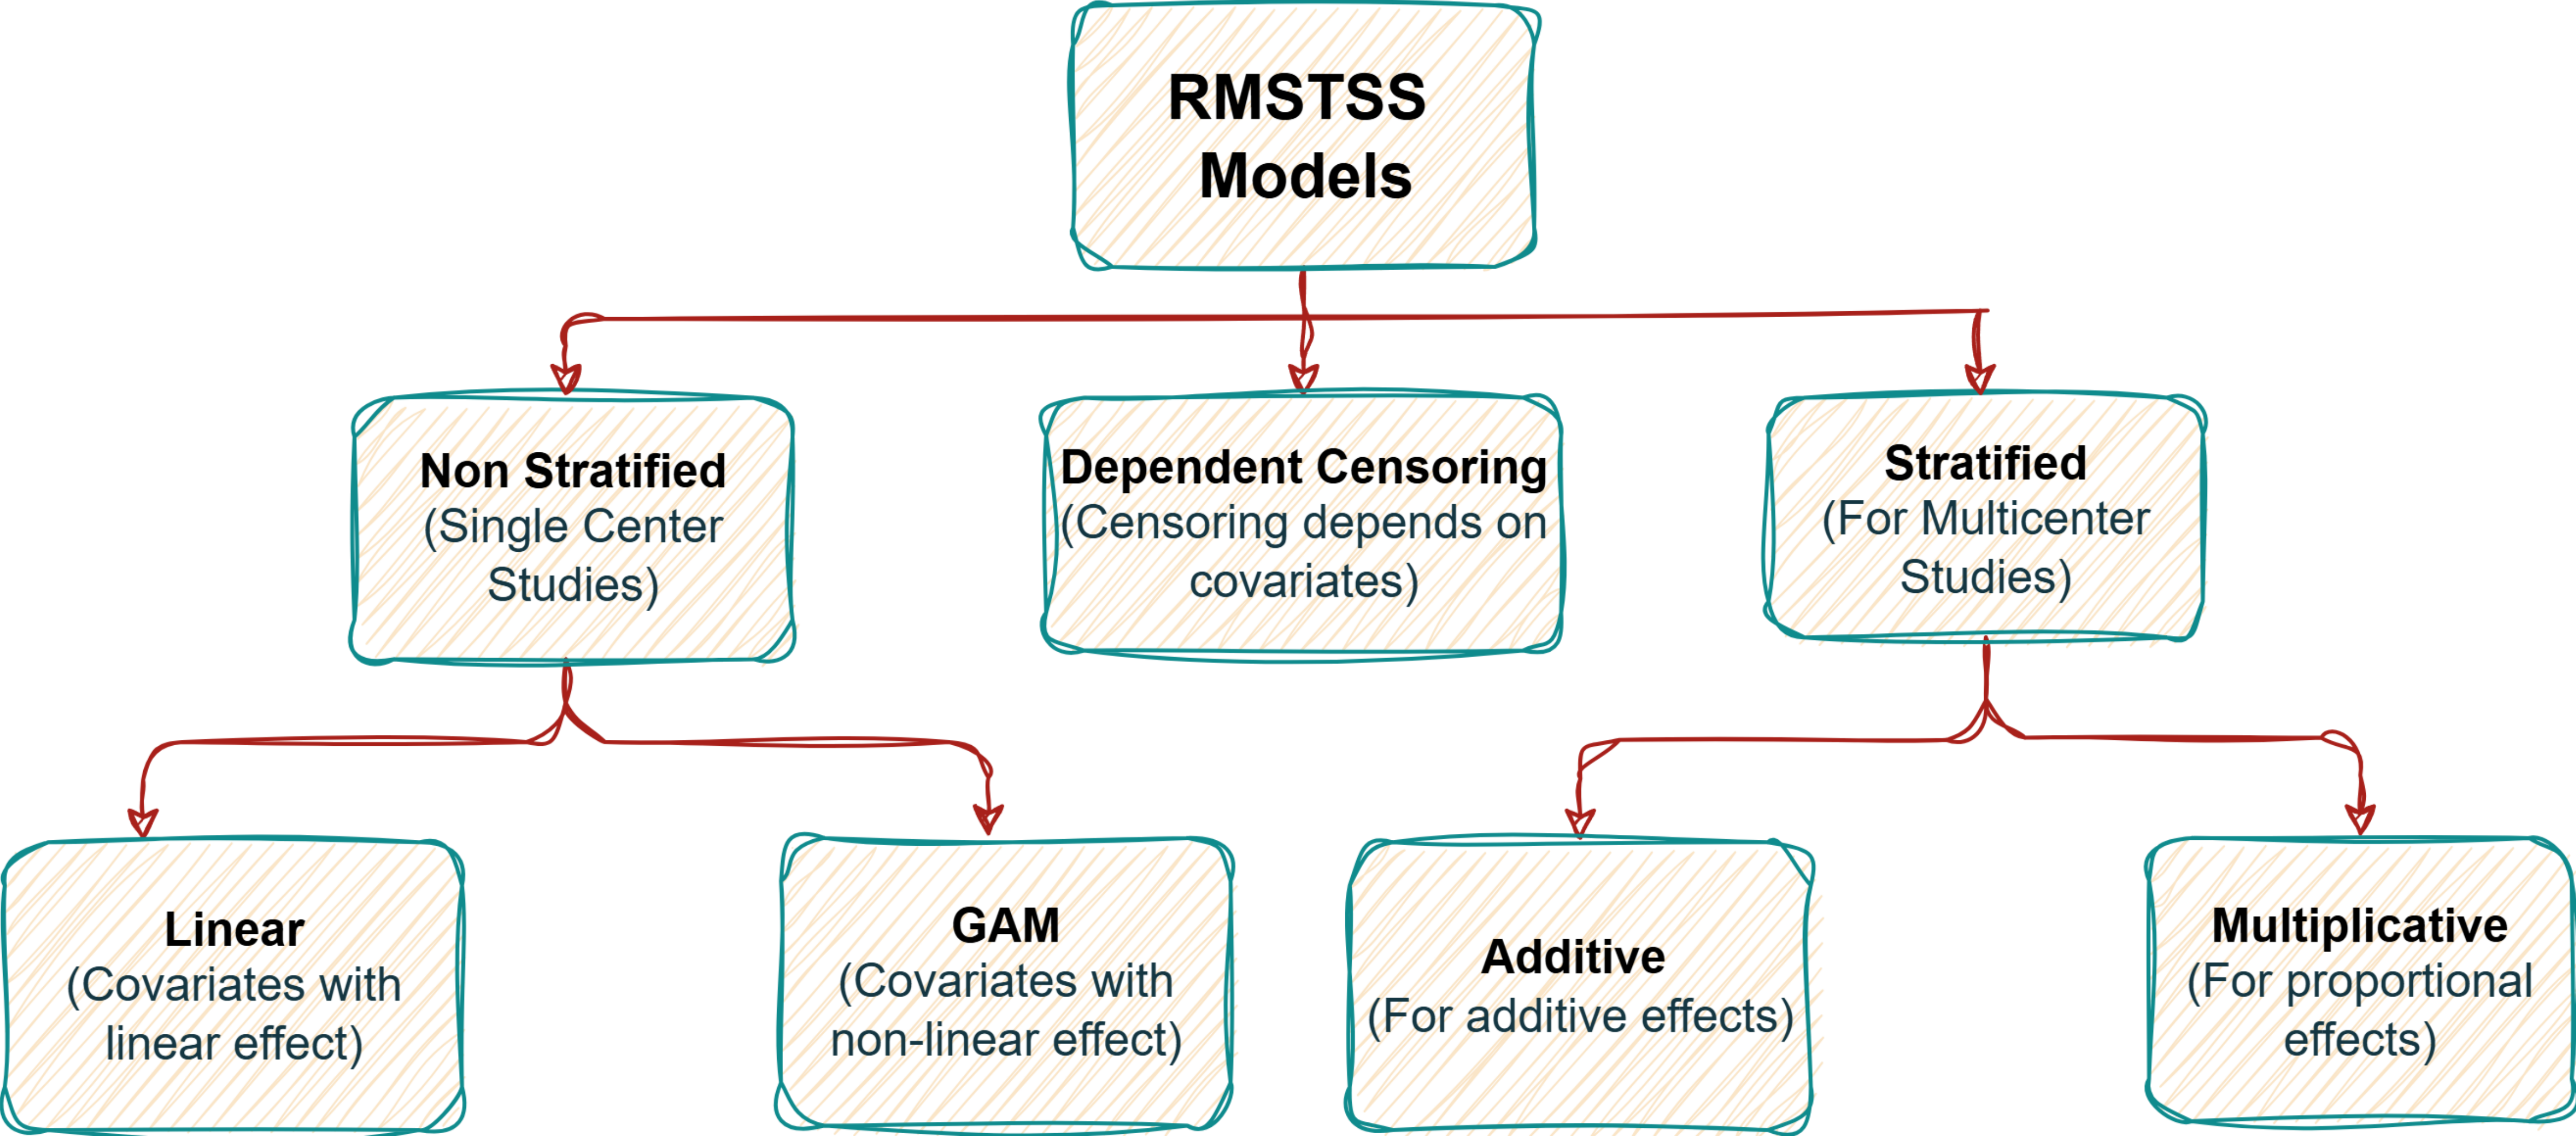 RMSTSS
Models
Non Stratified
(Single Center
Studies)
Dependent Censoring
(Censoring depends on
covariates)
Stratified
(For Multicenter
Studies)
Linear
(Covariates with
linear effect)
GAM
(Covariates with
non-linear effect)
Additive
(For additive effects)
Multiplicative
(For proportional
effects)